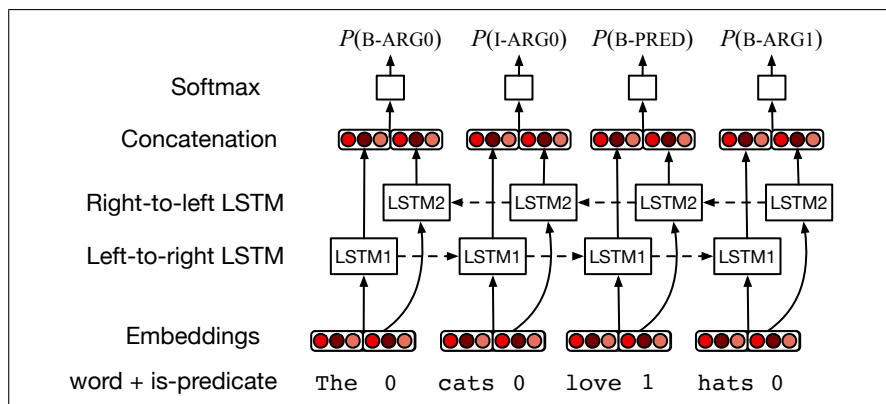 P(B-ARG0) P(I-ARG0) P(B-PRED) P(B-ARG1)
Softmax
Concatenation
Right-to-left LSTM LSTM2 LSTM2 LSTM2 LSTM2
Left-to-right LSTM LSTM1 LSTM1 LSTM1 LSTM1
Embeddings
word + is-predicate The 0 cats 0 love 1 hats 0